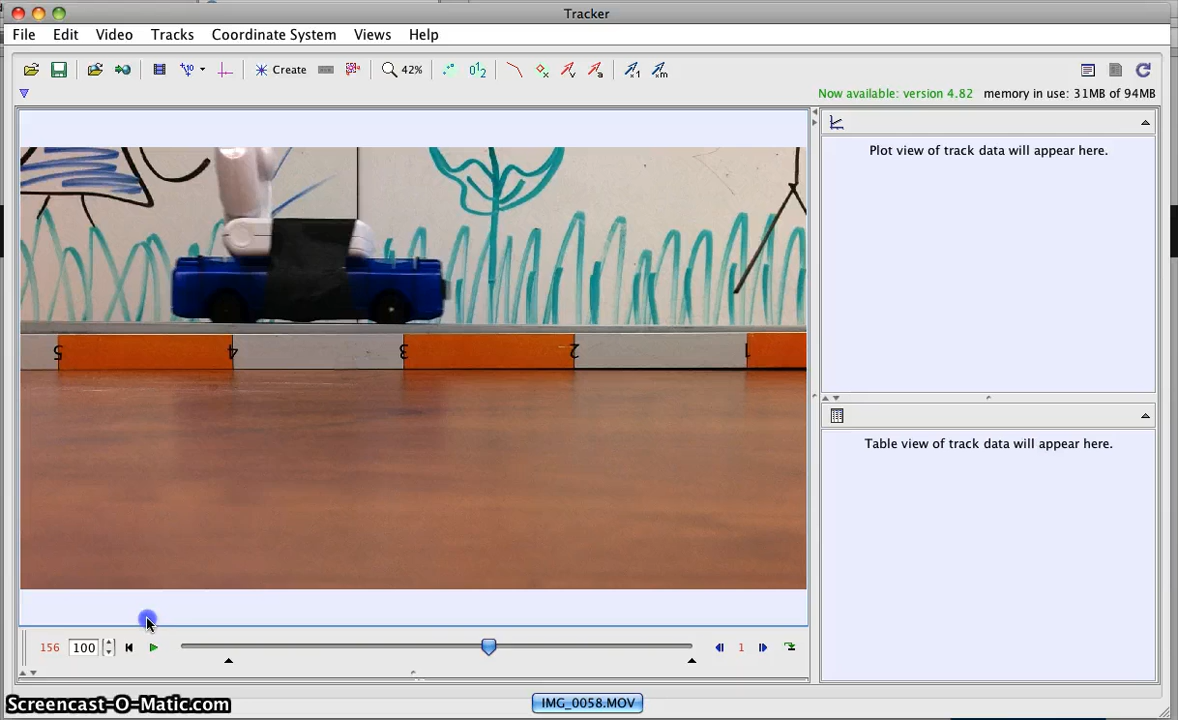 Tracker
File Edit Video Tracks Coordinate System Views Help
Create 42%
Now available: version 4.82 memory in use: 31MB of 94MB
Plot view of track data will appear here.
5 4 3 2 1
Table view of track data will appear here.
156 100 1
Screencast-O-Matic.com
IMG_0058.MOV